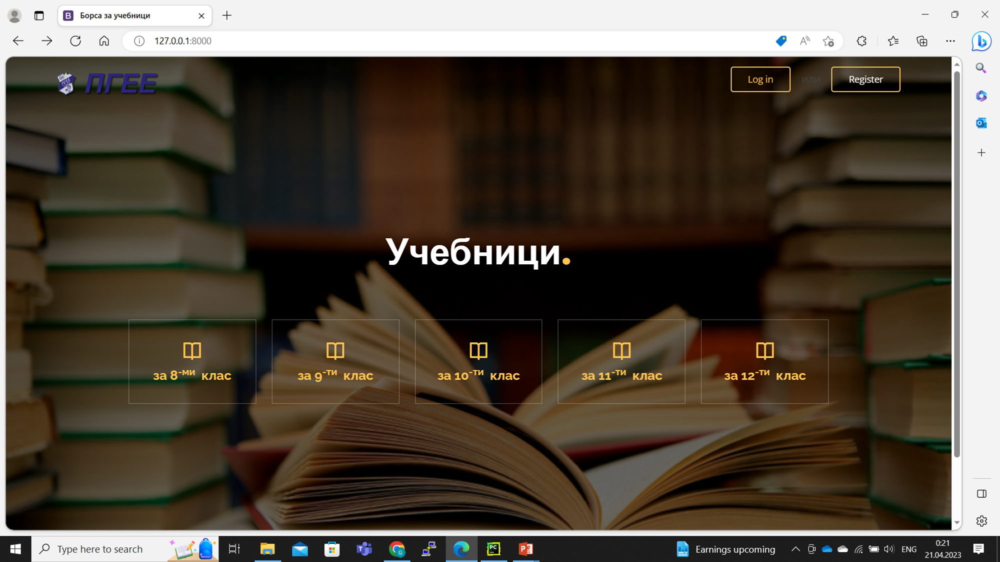 Борса за учебници
127.0.0.1:8000
ПГЕЕ
Log in
или
Register
Учебници.
за 8-ми клас
за 9-ти клас
за 10-ти клас
за 11-ти клас
за 12-ти клас
Type here to search
Earnings upcoming
ENG
0:21
21.04.2023